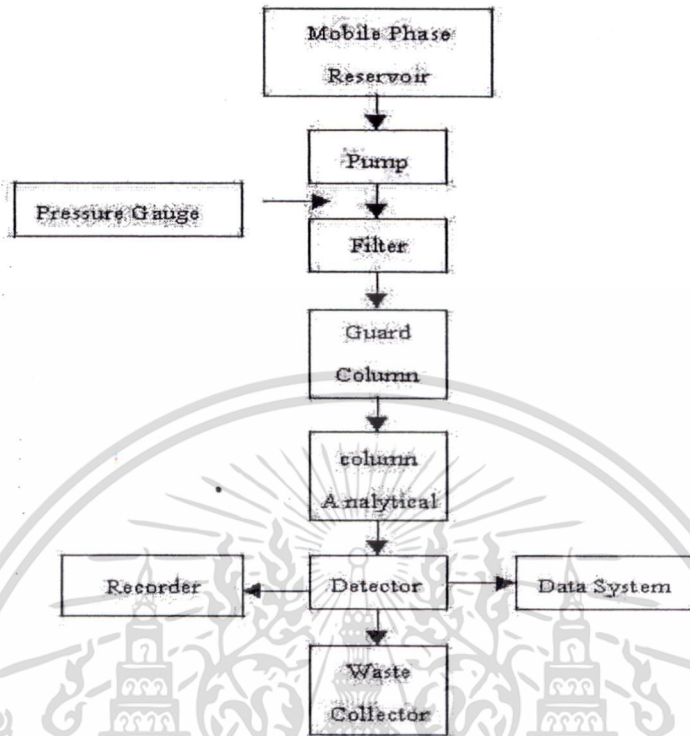 Mobile Phase
Reservoir
Pump
Pressure Gauge
Filter
Guard
Column
column
Analytical
Recorder
Detector
Data System
Waste
Collector